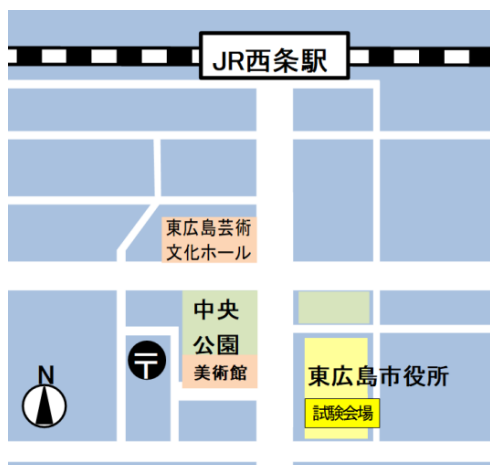 JR西条駅
東広島芸術
文化ホール
中央
公園
美術館
〒
東広島市役所
試験会場
N